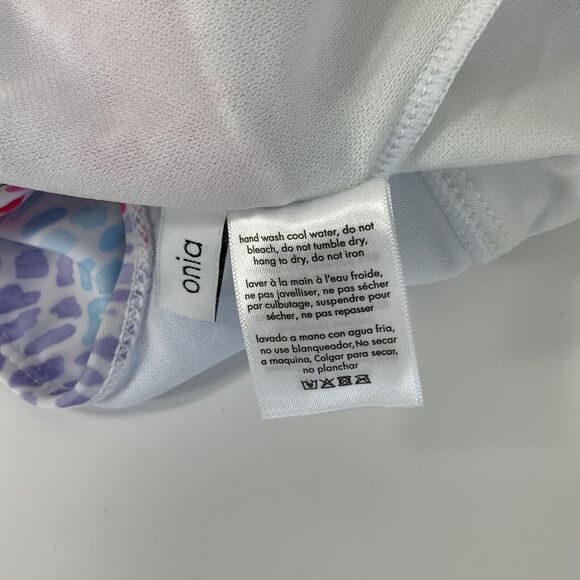 onia
hand wash cool water, do not
bleach, do not tumble dry,
hang to dry, do not iron
laver à la main à l'eau froide,
ne pas javelliser, ne pas sécher
par culbutage, suspendre pour
sécher, ne pas repasser
lavado a mano con agua fria,
no use blanqueador,No secar
a maquina, Colgar para secar,
no planchar